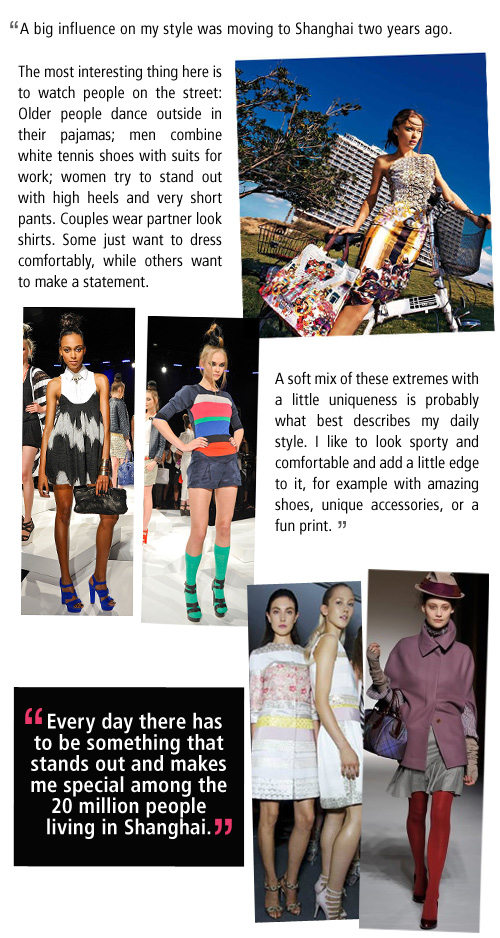 “A big influence on my style was moving to Shanghai two years ago.
The most interesting thing here is
to watch people on the street:
Older people dance outside in
their pajamas; men combine
white tennis shoes with suits for
work; women try to stand out
with high heels and very short
pants. Couples wear partner look
shirts. Some just want to dress
comfortably, while others want
to make a statement.
A soft mix of these extremes with
a little uniqueness is probably
what best describes my daily
style. I like to look sporty and
comfortable and add a little edge
to it, for example with amazing
shoes, unique accessories, or a
fun print. ”
“Every day there has
to be something that
stands out and makes
me special among the
20 million people
living in Shanghai.”